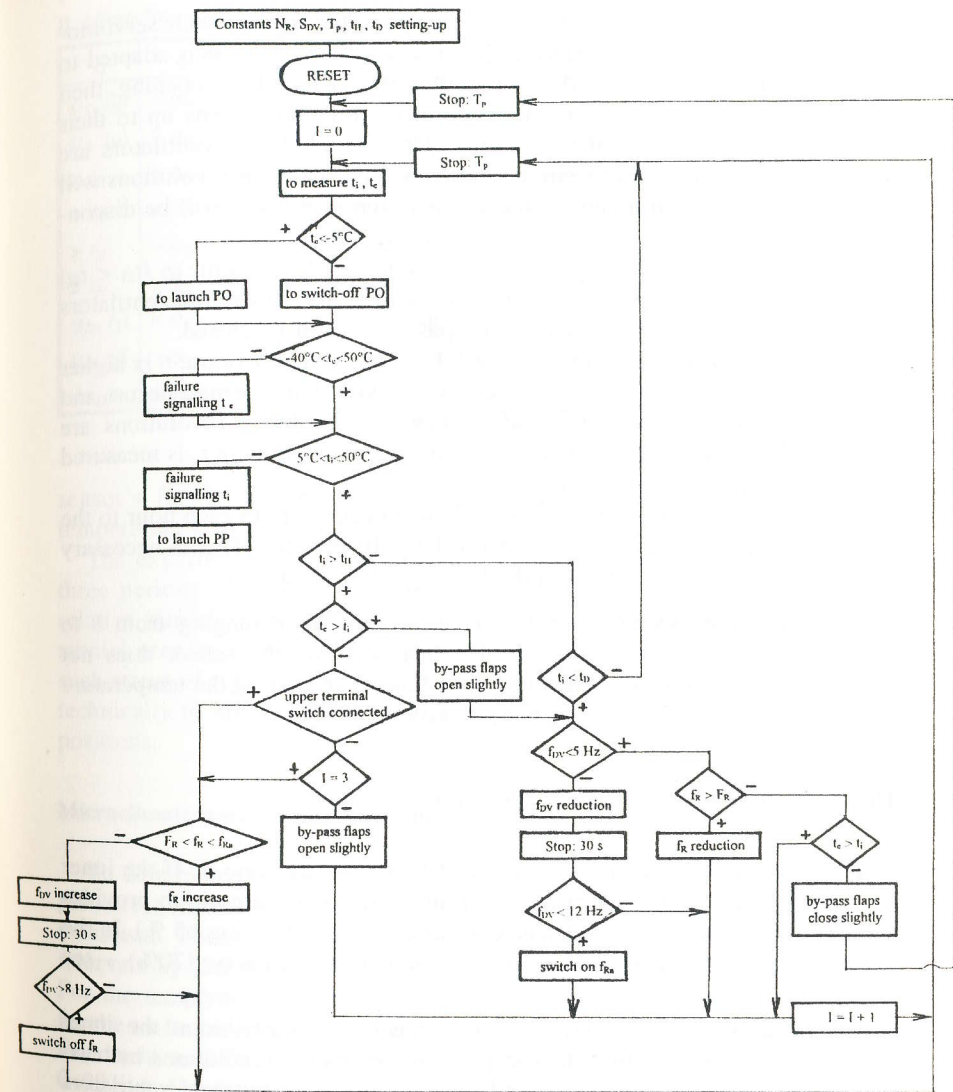 Constants N_R, S_DV, T_p, t_H, t_D setting-up
RESET
Stop: T_p
I = 0
Stop: T_p
to measure t_i, t_e
+
t_e<-5°C
−
to launch PO
to switch-off PO
−
-40°C<t_e<50°C
+
failure
signalling t_e
−
5°C<t_i<50°C
+
failure
signalling t_i
to launch PP
t_i > t_H
−
+
t_e > t_i
+
−
by-pass flaps
open slightly
t_i < t_D
−
+
+
upper terminal
switch connected
−
f_DV<5 Hz
+
−
+
I = 3
−
f_DV reduction
f_R > F_R
−
+
by-pass flaps
open slightly
Stop: 30 s
f_R reduction
+
t_e > t_i
−
−
F_R < f_R < f_Ra
+
f_DV increase
f_R increase
f_DV<12 Hz
−
+
by-pass flaps
close slightly
Stop: 30 s
switch on f_Ra
f_DV>8 Hz
−
+
switch off f_R
I = I + 1